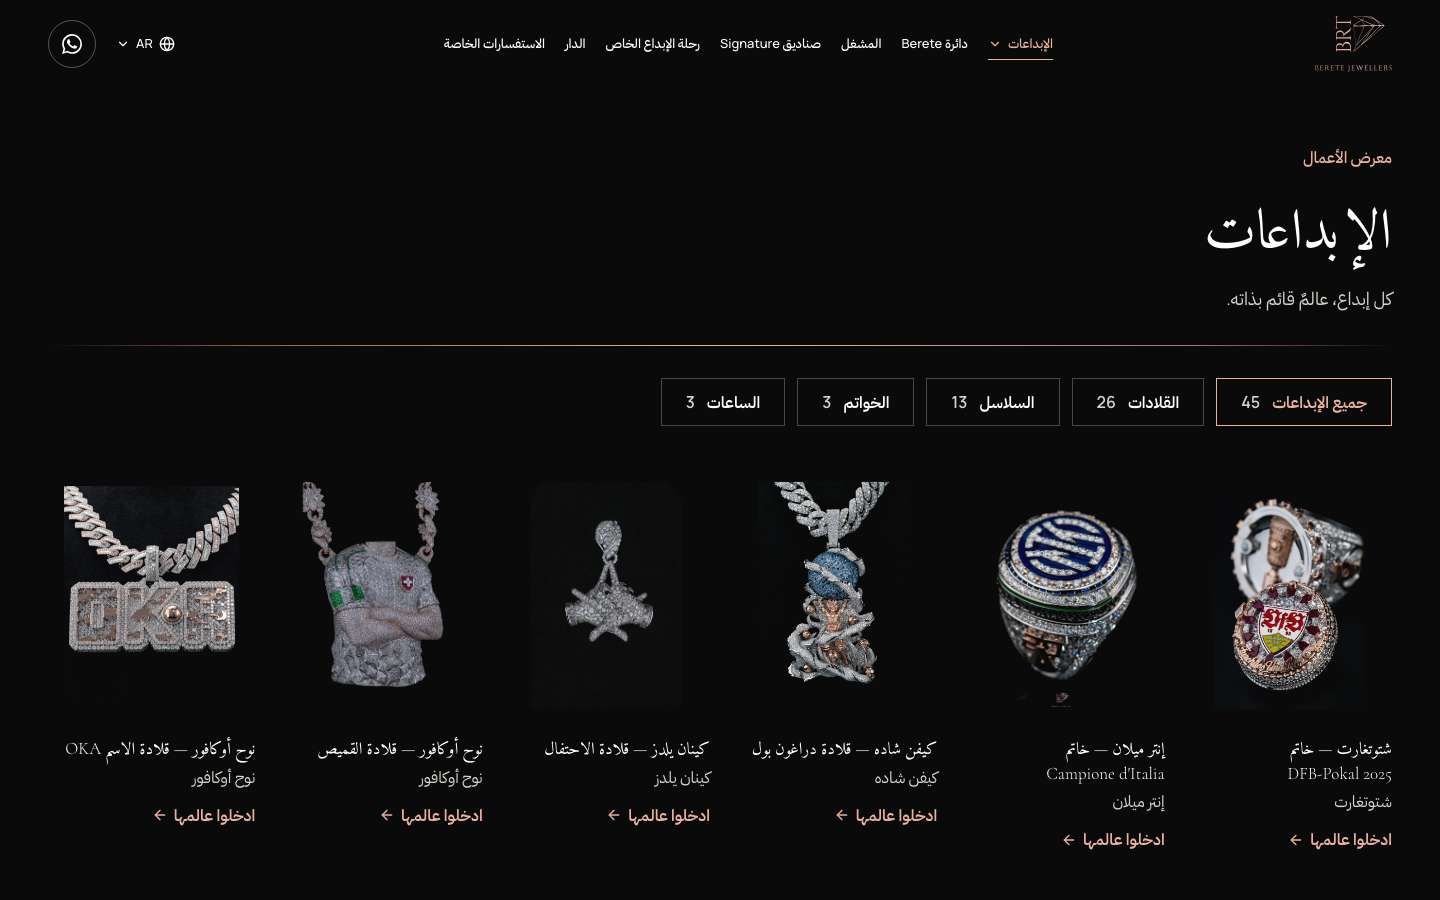 BRT
BERETE JEWELLERS
الإبداعات
دائرة Berete
المشغل
صناديق Signature
رحلة الإبداع الخاص
الدار
الاستفسارات الخاصة
AR
معرض الأعمال
الإبداعات
كل إبداع، عالمٌ قائم بذاته.
جميع الإبداعات 45
القلادات 26
السلاسل 13
الخواتم 3
الساعات 3
شتوتغارت — خاتم
DFB-Pokal 2025
شتوتغارت
ادخلوا عالمها
إنتر ميلان — خاتم
Campione d'Italia
إنتر ميلان
ادخلوا عالمها
كيفن شاده — قلادة دراغون بول
كيفن شاده
ادخلوا عالمها
كينان يلدز — قلادة الاحتفال
كينان يلدز
ادخلوا عالمها
نوح أوكافور — قلادة القميص
نوح أوكافور
ادخلوا عالمها
نوح أوكافور — قلادة الاسم OKA
نوح أوكافور
ادخلوا عالمها
OKA
VfB